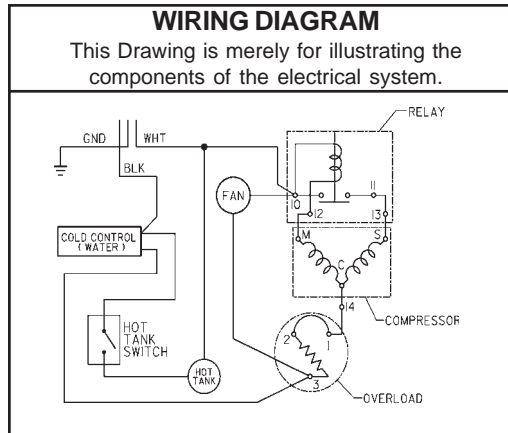 WIRING DIAGRAM
This Drawing is merely for illustrating the
components of the electrical system.
RELAY
GND
WHT
BLK
FAN
10
11
12
13
COLD CONTROL
(WATER)
M
S
C
14
COMPRESSOR
HOT
TANK
SWITCH
HOT
TANK
2
1
3
OVERLOAD